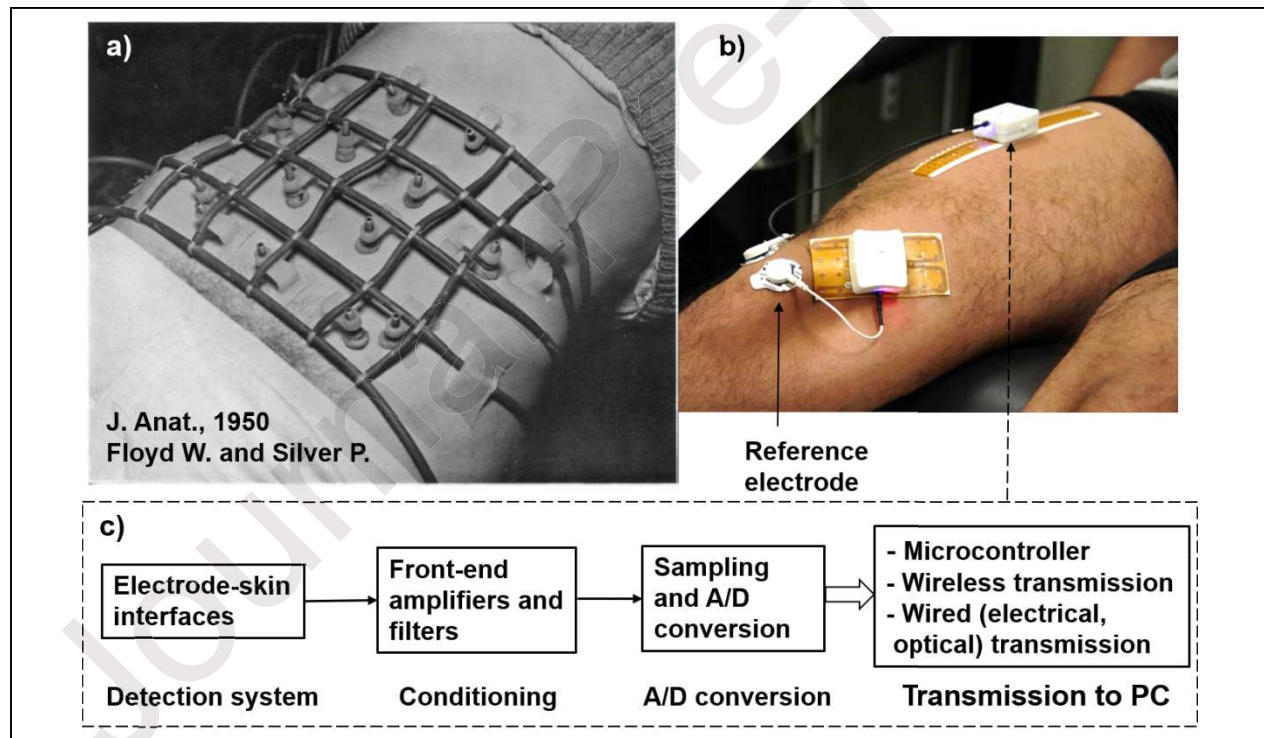 a)
b)
J. Anat., 1950
Floyd W. and Silver P.
Reference
electrode
c)
Electrode-skin
interfaces
Front-end
amplifiers and
filters
Sampling
and A/D
conversion
- Microcontroller
- Wireless transmission
- Wired (electrical,
optical) transmission
Detection system
Conditioning
A/D conversion
Transmission to PC